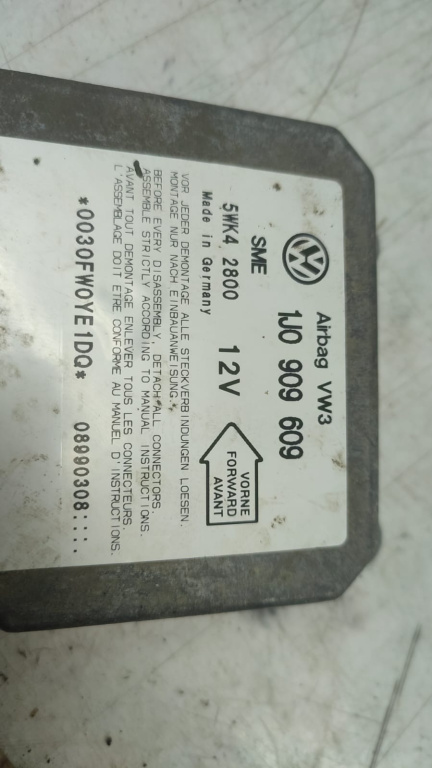 Airbag VW3
1J0 909 609
SME
5WK4 2800 12V
Made in Germany
VORNE
FORWARD
AVANT
VOR JEDER DEMONTAGE ALLE STECKVERBINDUNGEN LOESEN.
MONTAGE NUR NACH EINBAUANWEISUNG.
BEFORE EVERY DISASSEMBLY, DETACH ALL CONNECTORS.
ASSEMBLE STRICTLY ACCORDING TO MANUAL INSTRUCTIONS.
AVANT TOUT DEMONTAGE ENLEVER TOUS LES CONNECTEURS.
L'ASSEMBLAGE DOIT ETRE CONFORME AU MANUEL D'INSTRUCTIONS.
*0030FW0YE1DQ* 08990308::::